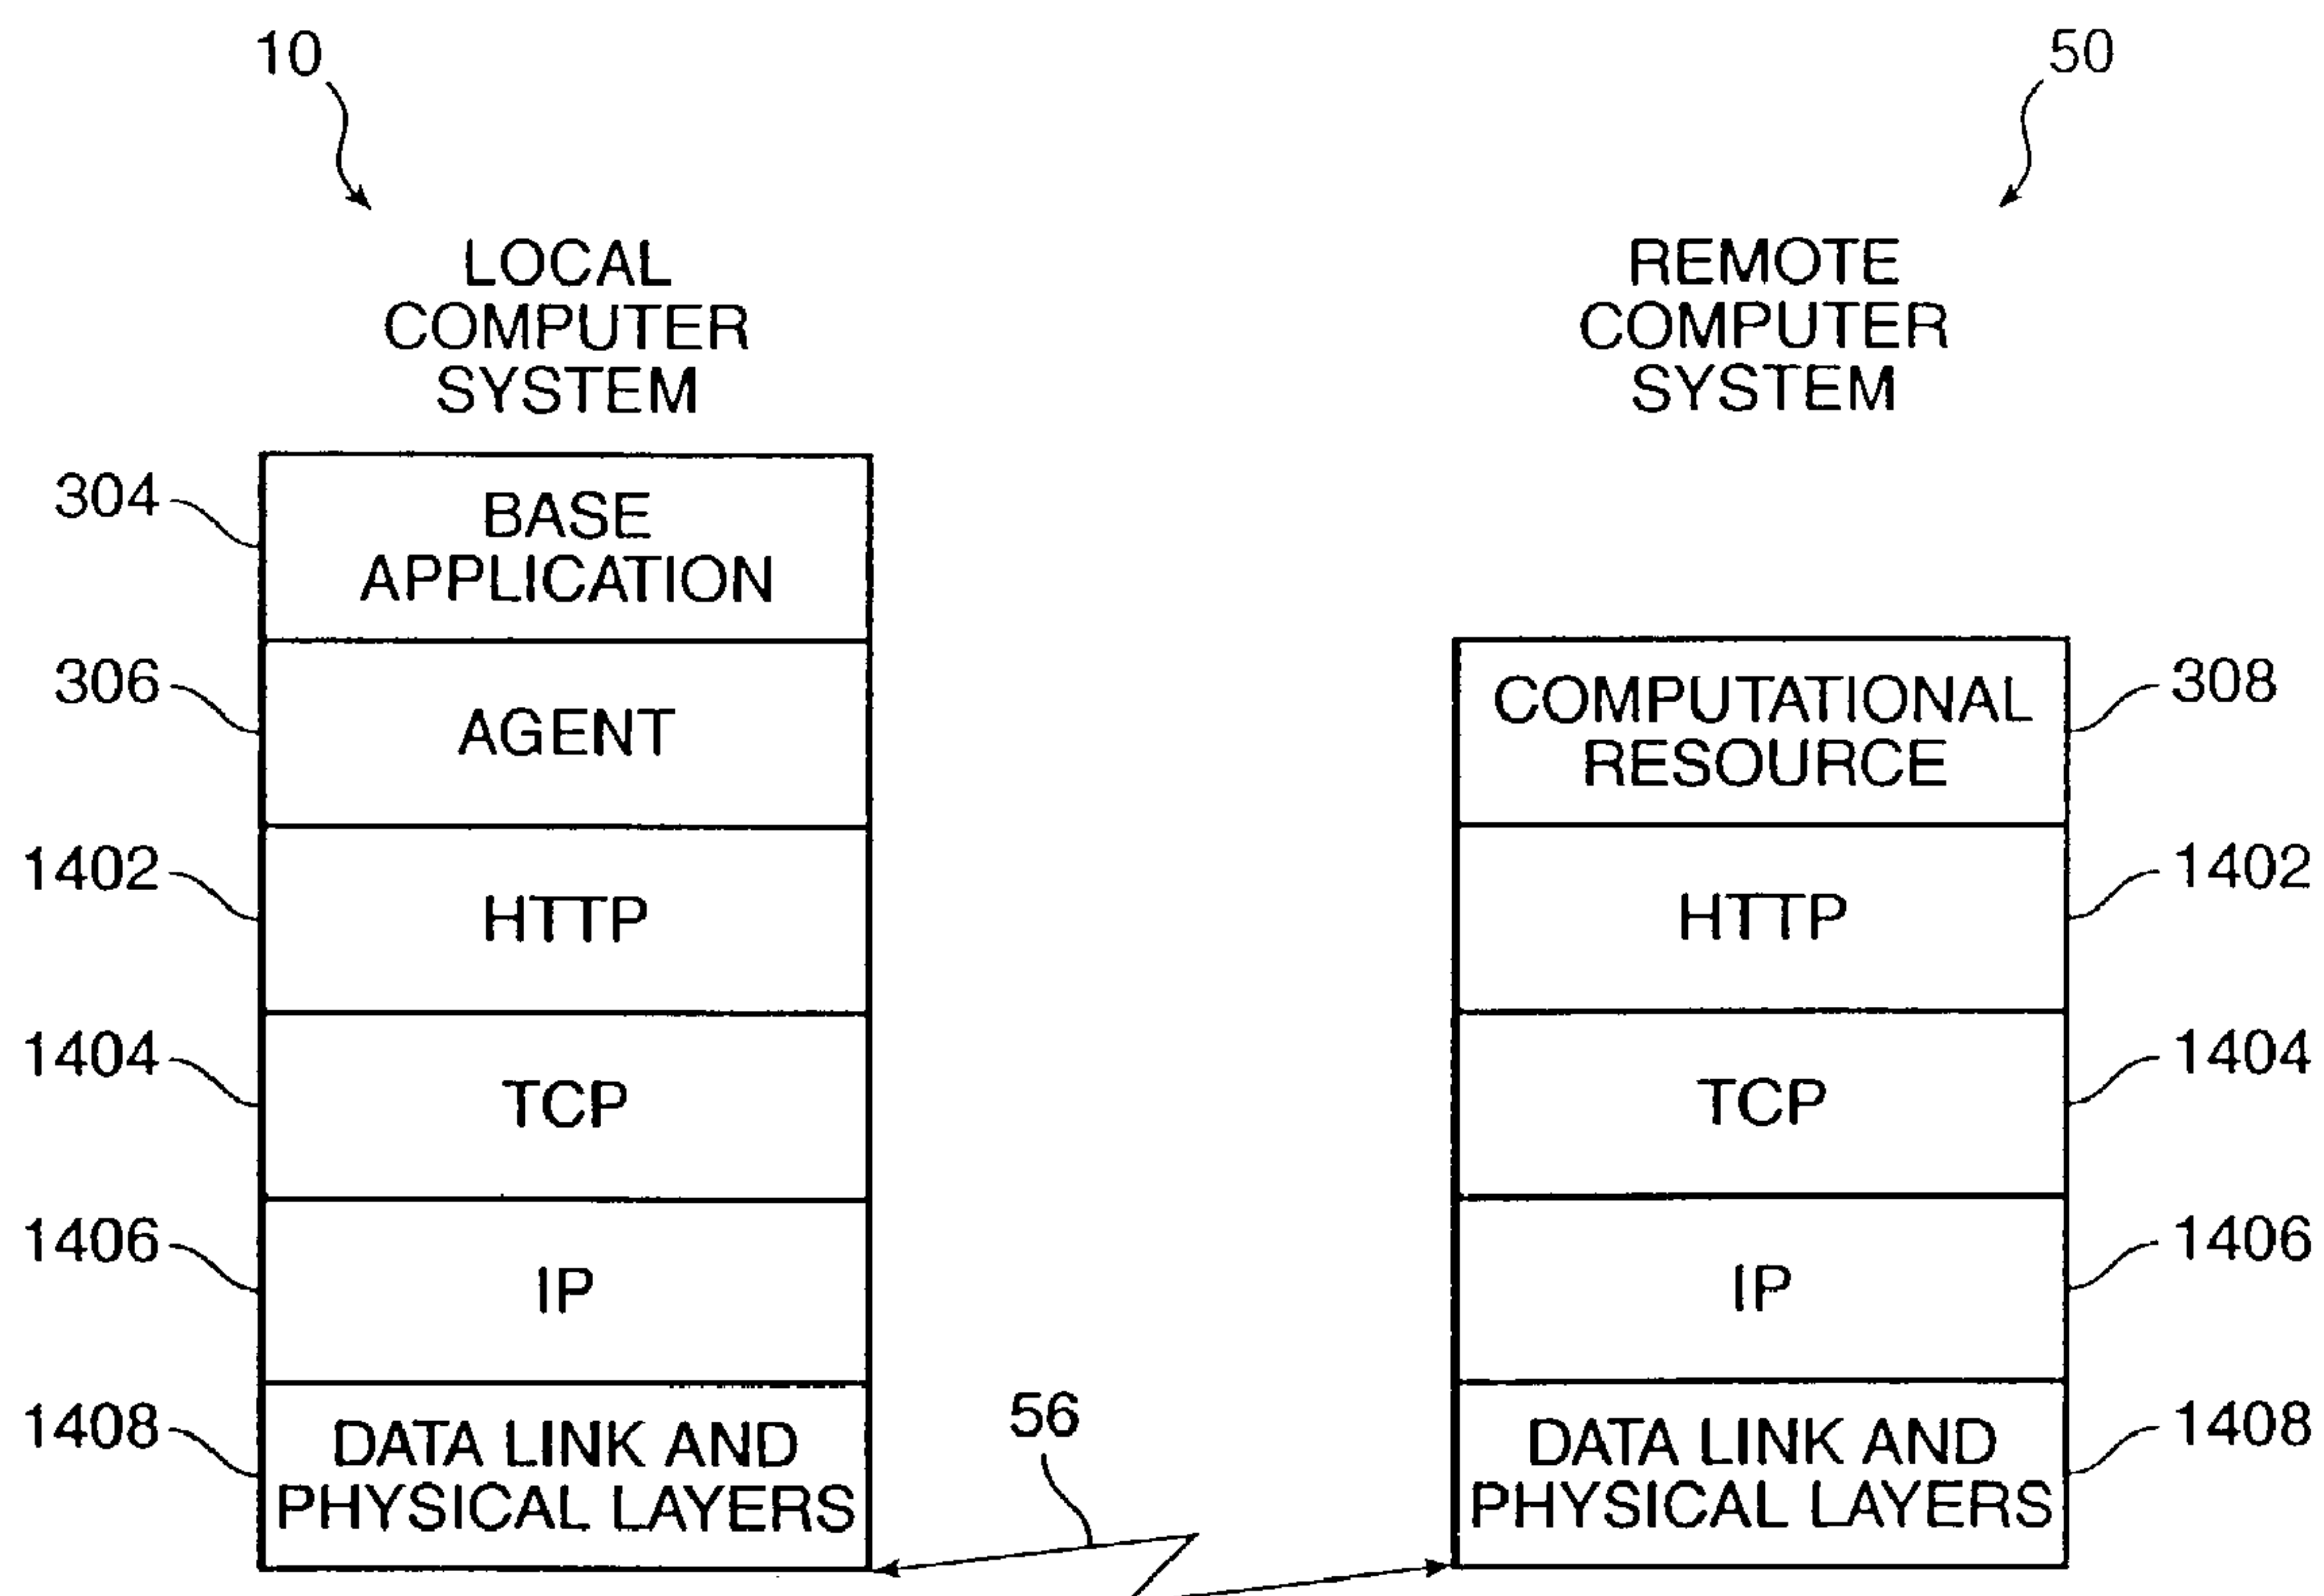 10
50
LOCAL
COMPUTER
SYSTEM
REMOTE
COMPUTER
SYSTEM
304
BASE
APPLICATION
306
AGENT
COMPUTATIONAL
RESOURCE
308
1402
HTTP
HTTP
1402
1404
TCP
TCP
1404
1406
IP
IP
1406
1408
DATA LINK AND
PHYSICAL LAYERS
56
DATA LINK AND
PHYSICAL LAYERS
1408